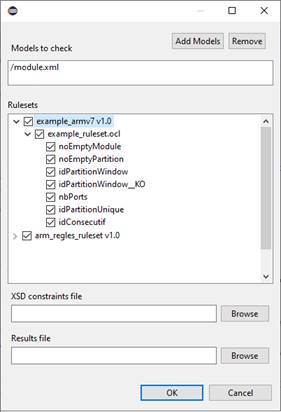 Models to check
Add Models
Remove
/module.xml
Rulesets
example_armv7 v1.0
example_ruleset.ocl
noEmptyModule
noEmptyPartition
idPartitionWindow
idPartitionWindow__KO
nbPorts
idPartitionUnique
idConsecutif
arm_regles_ruleset v1.0
XSD constraints file
Browse
Results file
Browse
OK
Cancel